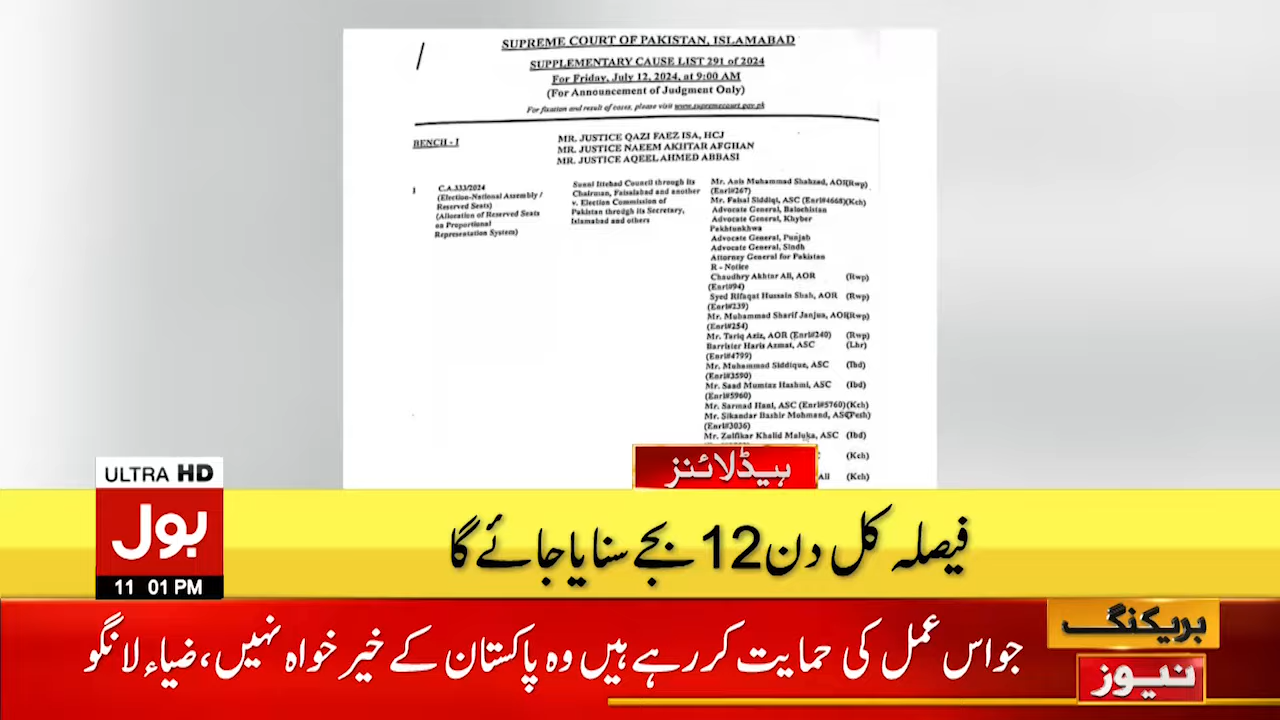 SUPREME COURT OF PAKISTAN, ISLAMABAD
SUPPLEMENTARY CAUSE LIST 291 of 2024
For Friday, July 12, 2024, at 9:00 AM
(For Announcement of Judgment Only)
For fixation and result of cases, please visit www.supremecourt.gov.pk
BENCH - I
MR. JUSTICE QAZI FAEZ ISA, HCJ
MR. JUSTICE NAEEM AKHTAR AFGHAN
MR. JUSTICE AQEEL AHMED ABBASI
1
C.A.333/2024
(Election-National Assembly /
Reserved Seats)
(Allocation of Reserved Seats
on Proportional
Representation System)
Sunni Ittehad Council through its
Chairman, Faisalabad and another
v. Election Commission of
Pakistan through its Secretary,
Islamabad and others
Mr. Anis Muhammad Shahzad, AOR(Rwp)
(Enrl#267)
Mr. Faisal Siddiqi, ASC (Enrl#4668)(Kch)
Advocate General, Balochistan
Advocate General, Khyber
Pakhtunkhwa
Advocate General, Punjab
Advocate General, Sindh
Attorney General for Pakistan
R - Notice
Chaudhry Akhtar Ali, AOR (Rwp)
(Enrl#94)
Syed Rifaqat Hussain Shah, AOR (Rwp)
(Enrl#239)
Mr. Muhammad Sharif Janjua, AOR(Rwp)
(Enrl#254)
Mr. Tariq Aziz, AOR (Enrl#240) (Rwp)
Barrister Haris Azmat, ASC (Lhr)
(Enrl#4799)
Mr. Muhammad Siddique, ASC (Ibd)
(Enrl#3590)
Mr. Saad Mumtaz Hashmi, ASC (Ibd)
(Enrl#5960)
Mr. Sarmad Hani, ASC (Enrl#5760)(Kch)
Mr. Sikandar Bashir Mohmand, ASC(Pesh)
(Enrl#3036)
Mr. Zulfikar Khalid Maluka, ASC (Ibd)
(Kch)
(Kch)
ہیڈلائنز
ULTRA HD
بول
11 01 PM
فیصلہ کل دن 12 بجے سنایا جائے گا
بریکنگ
نیوز
جو اس عمل کی حمایت کر رہے ہیں وہ پاکستان کے خیر خواہ نہیں، ضیاء لانگو